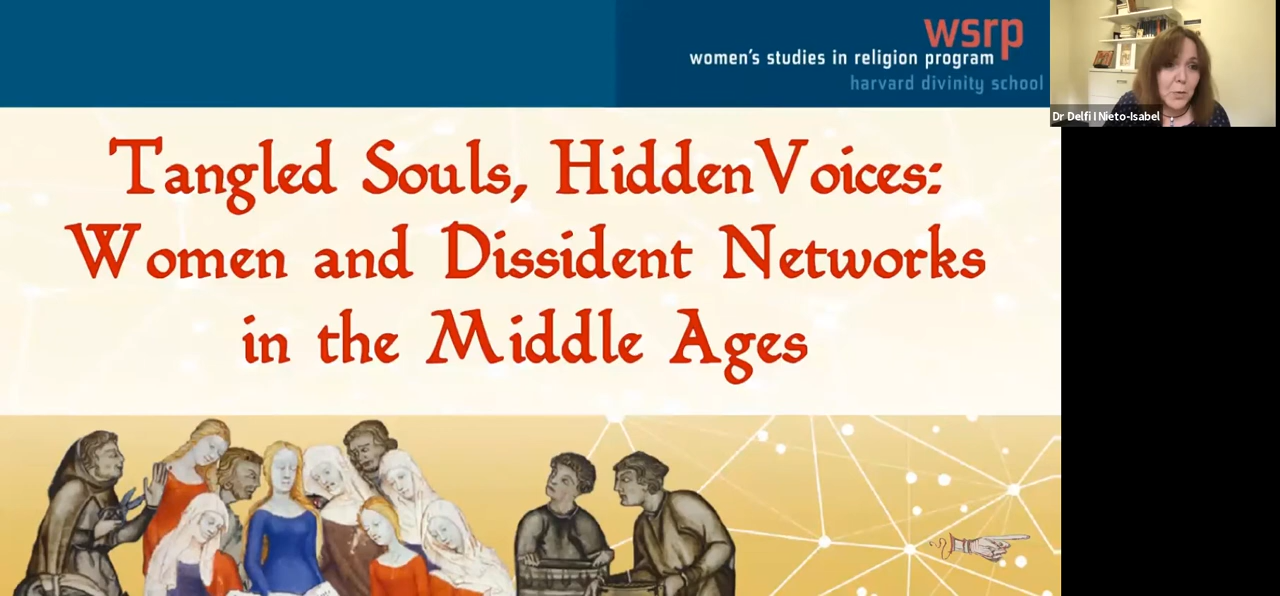 wsrp
women's studies in religion program
harvard divinity school
Dr Delfi I Nieto-Isabel
Tangled Souls, Hidden Voices:
Women and Dissident Networks
in the Middle Ages